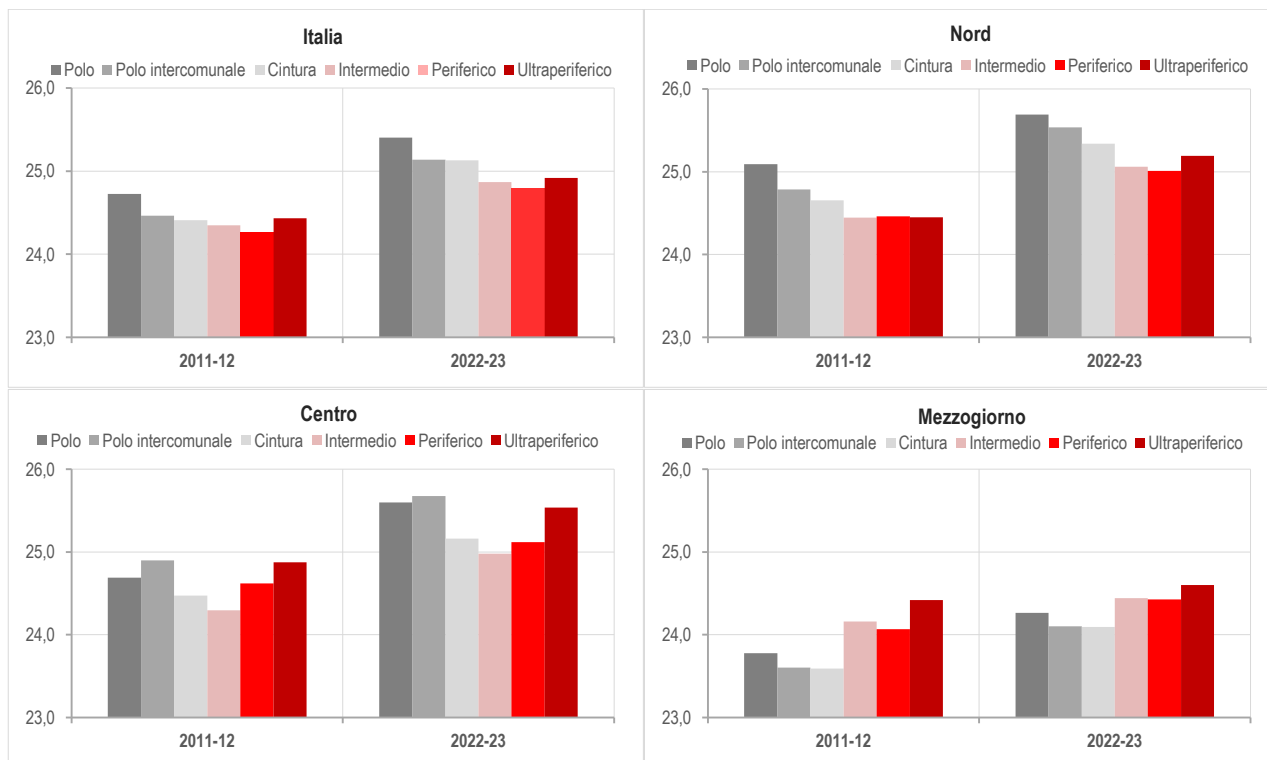 Italia
Polo Polo intercomunale Cintura Intermedio Periferico Ultraperiferico
26,0
25,0
24,0
23,0
2011-12 2022-23
Nord
Polo Polo intercomunale Cintura Intermedio Periferico Ultraperiferico
26,0
25,0
24,0
23,0
2011-12 2022-23
Centro
Polo Polo intercomunale Cintura Intermedio Periferico Ultraperiferico
26,0
25,0
24,0
23,0
2011-12 2022-23
Mezzogiorno
Polo Polo intercomunale Cintura Intermedio Periferico Ultraperiferico
26,0
25,0
24,0
23,0
2011-12 2022-23